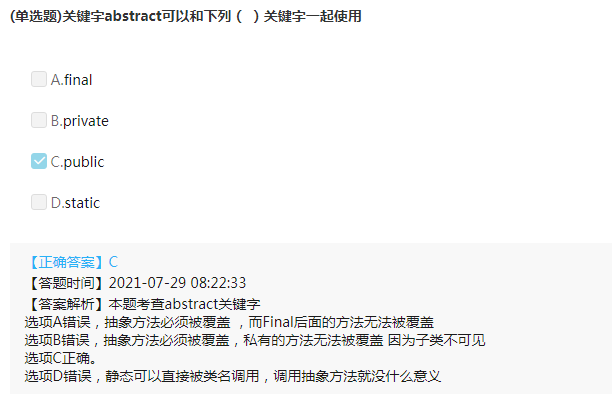 (单选题)关键字abstract可以和下列（ ）关键字一起使用
A.final
B.private
C.public
D.static
【正确答案】C
【答题时间】2021-07-29 08:22:33
【答案解析】本题考查abstract关键字
选项A错误，抽象方法必须被覆盖 ，而Final后面的方法无法被覆盖
选项B错误，抽象方法必须被覆盖，私有的方法无法被覆盖 因为子类不可见
选项C正确。
选项D错误，静态可以直接被类名调用，调用抽象方法就没什么意义